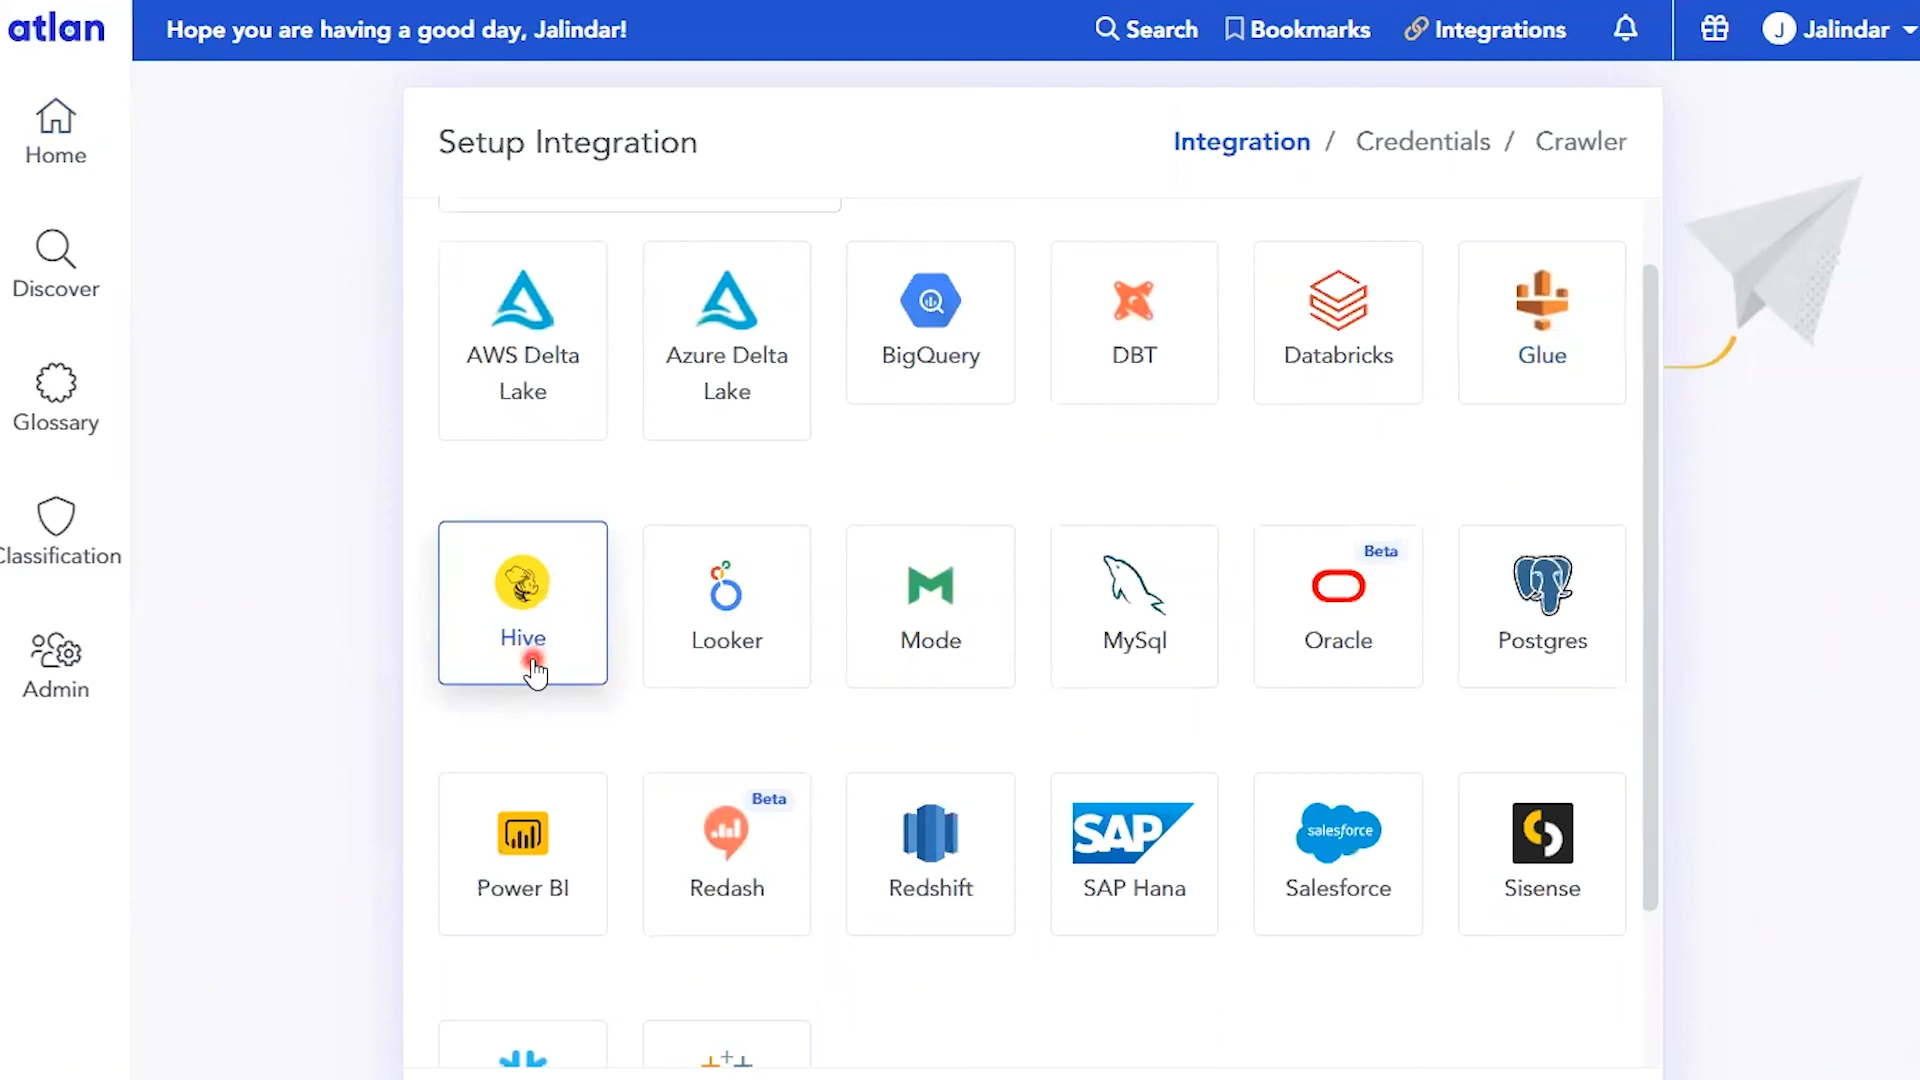 atlan
Hope you are having a good day, Jalindar!
Search
Bookmarks
Integrations
J
Jalindar
Home
Discover
Glossary
Classification
Admin
Setup Integration
Integration / Credentials / Crawler
AWS Delta
Lake
Azure Delta
Lake
BigQuery
DBT
Databricks
Glue
Hive
Looker
Mode
MySql
Beta
Oracle
Postgres
Power BI
Beta
Redash
Redshift
SAP
SAP Hana
salesforce
Salesforce
Sisense